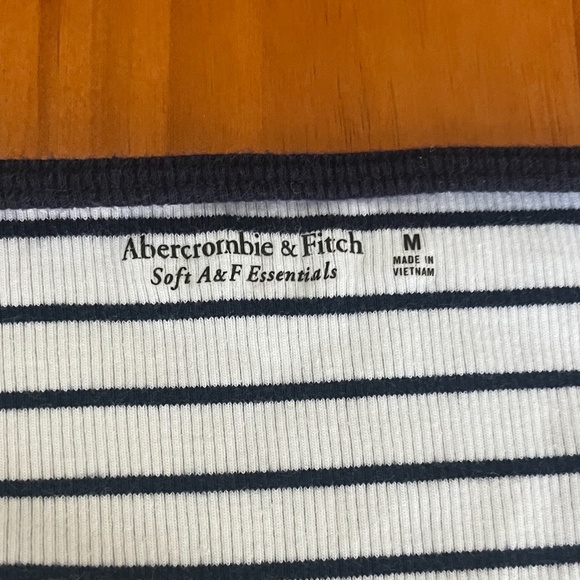 Abercrombie & Fitch
Soft A&F Essentials
M
MADE IN
VIETNAM